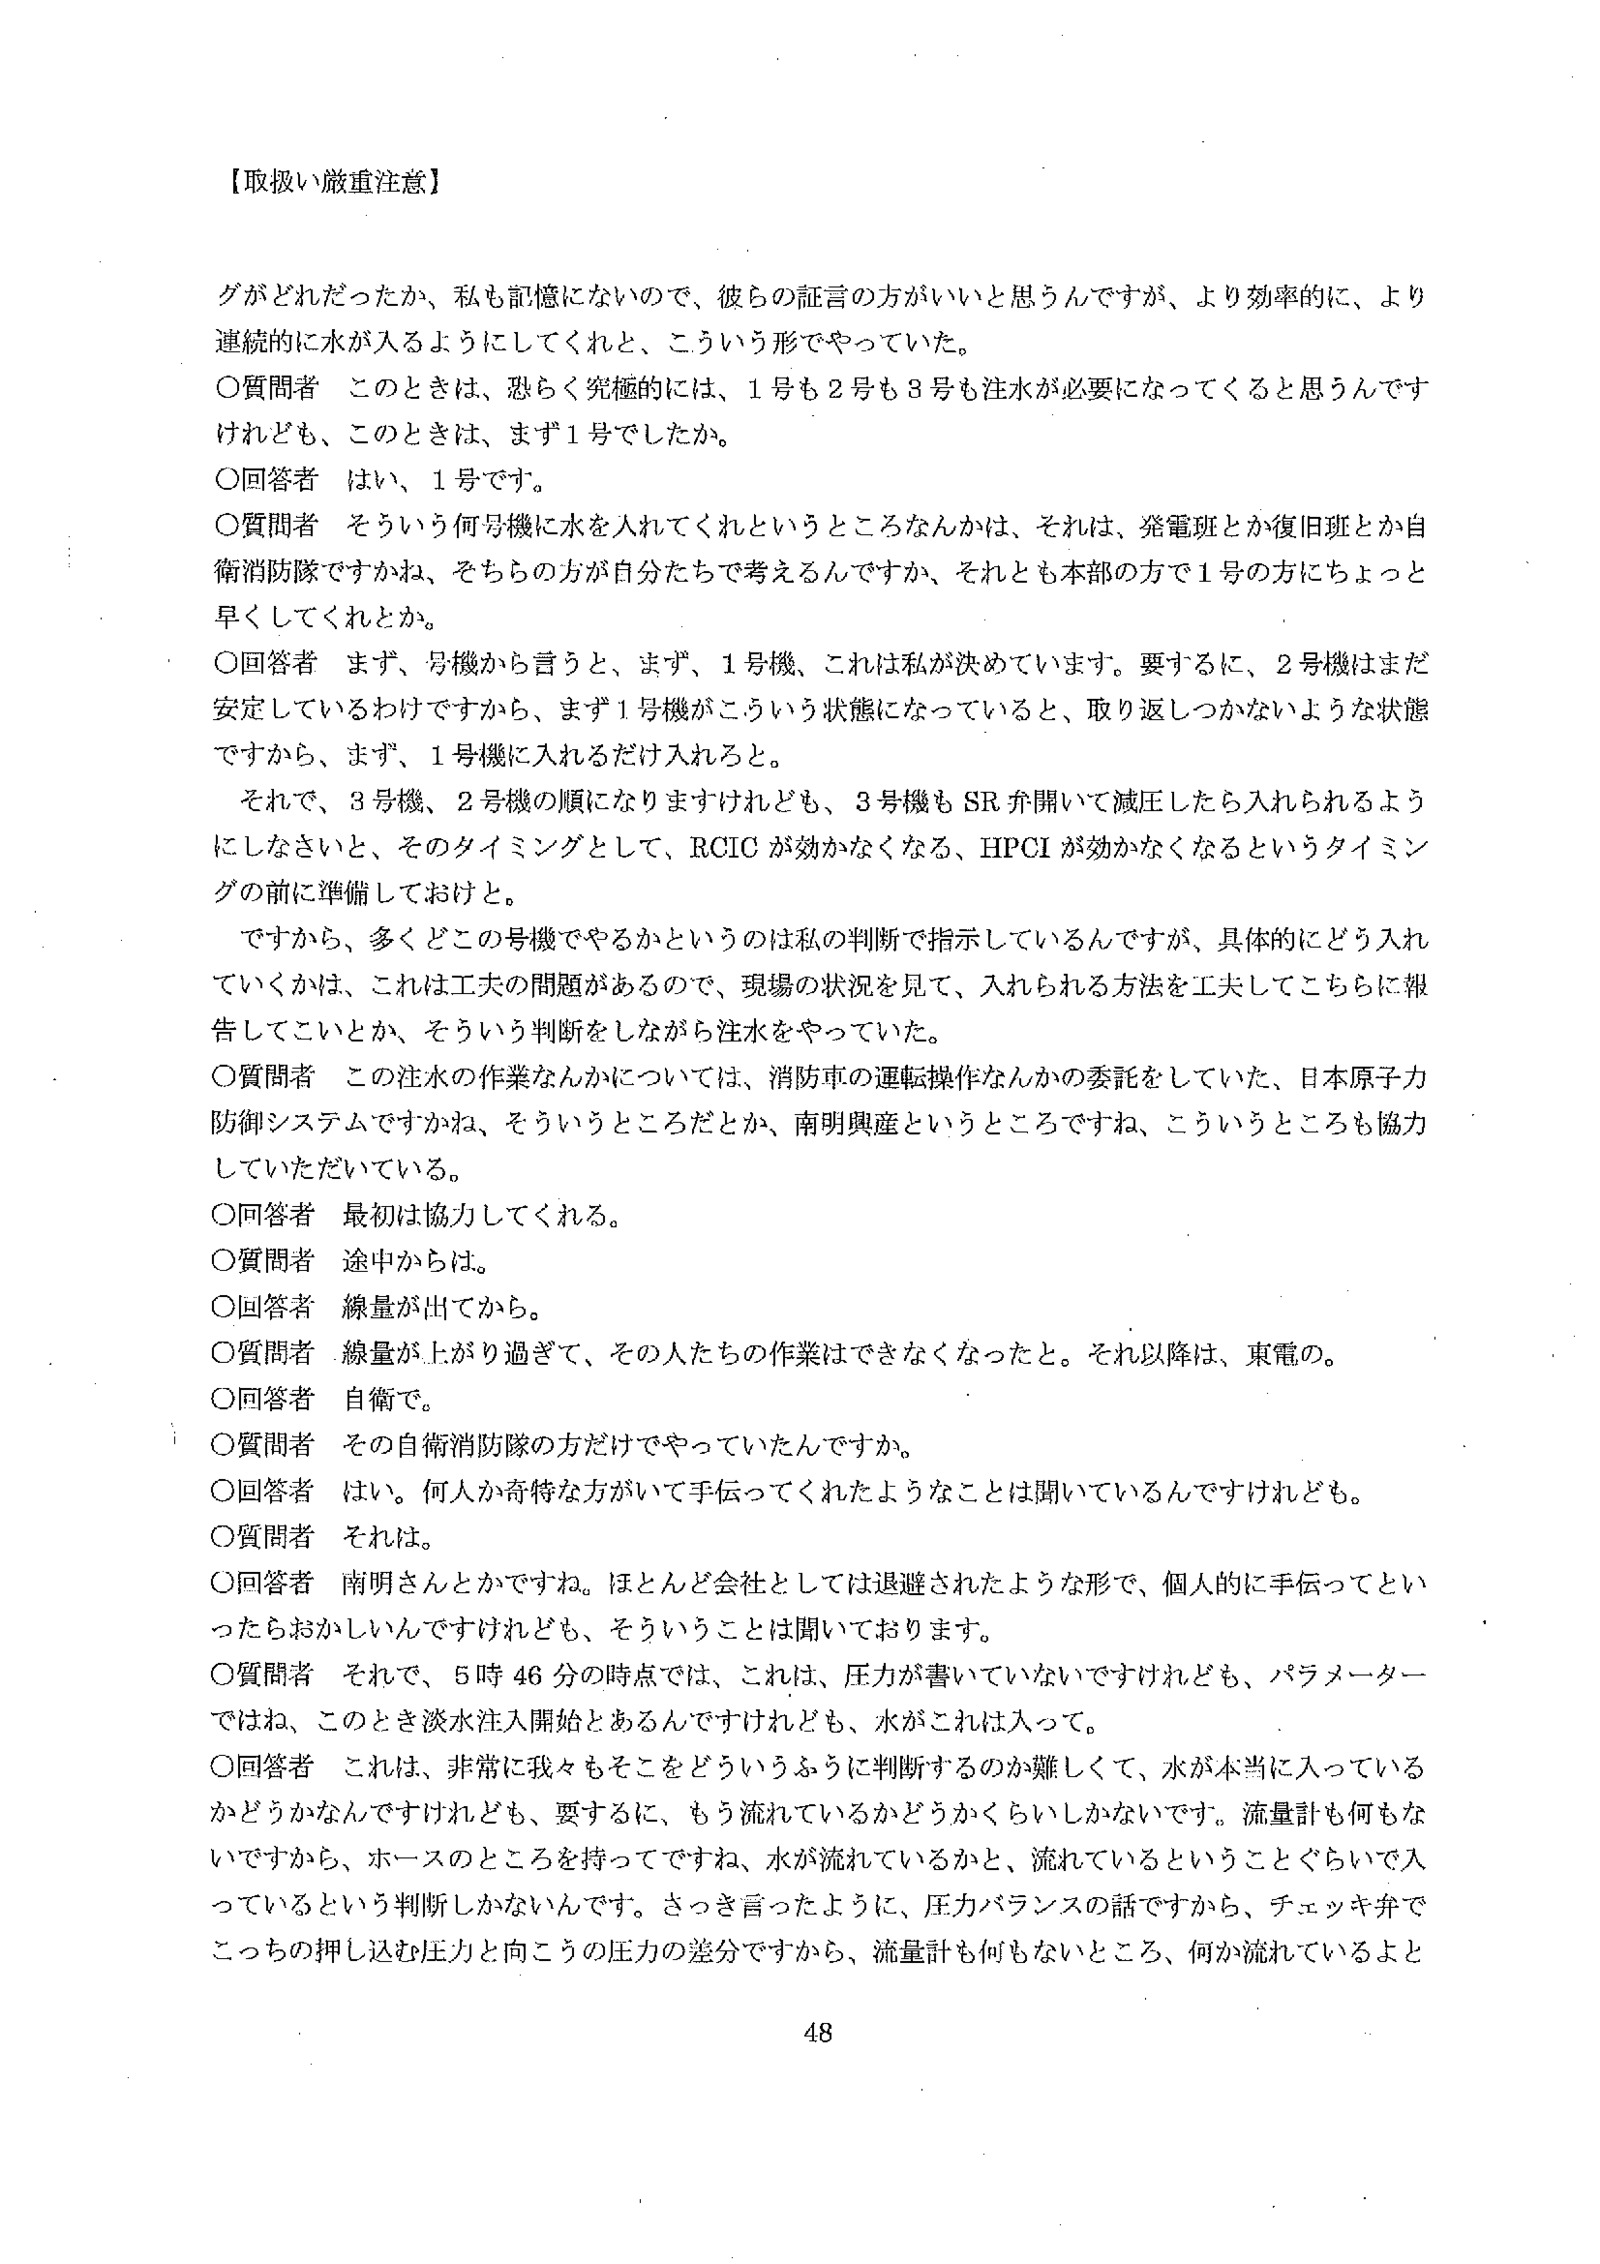 【取扱い厳重注意】
グがどれだったか、私も記憶にないので、彼らの証言の方がいいと思うんですが、より効率的に、より
連続的に水が入るようにしてくれと、こういう形でやっていた。
○質問者　このときは、恐らく究極的には、１号も２号も３号も注水が必要になってくると思うんです
けれども、このときは、まず１号でしたか。
○回答者　はい、１号です。
○質問者　そういう何号機に水を入れてくれというところなんかは、それは、発電班とか復旧班とか自
衛消防隊ですかね、そちらの方が自分たちで考えるんですか、それとも本部の方で１号の方にちょっと
早くしてくれとか。
○回答者　まず、号機から言うと、まず、１号機、これは私が決めています。要するに、２号機はまだ
安定しているわけですから、まず１号機がこういう状態になっていると、取り返しつかないような状態
ですから、まず、１号機に入れるだけ入れろと。
それで、３号機、２号機の順になりますけれども、３号機も SR 弁開いて減圧したら入れられるよう
にしなさいと、そのタイミングとして、RCIC が効かなくなる、HPCI が効かなくなるというタイミン
グの前に準備しておけと。
ですから、多くどこの号機でやるかというのは私の判断で指示しているんですが、具体的にどう入れ
ていくかは、これは工夫の問題があるので、現場の状況を見て、入れられる方法を工夫してこちらに報
告してこいとか、そういう判断をしながら注水をやっていた。
○質問者　この注水の作業なんかについては、消防車の運転操作なんかの委託をしていた、日本原子力
防御システムですかね、そういうところだとか、南明興産というところですね、こういうところも協力
していただいている。
○回答者　最初は協力してくれる。
○質問者　途中からは。
○回答者　線量が出てから。
○質問者　線量が上がり過ぎて、その人たちの作業はできなくなったと。それ以降は、東電の。
○回答者　自衛で。
○質問者　その自衛消防隊の方だけでやっていたんですか。
○回答者　はい。何人か奇特な方がいて手伝ってくれたようなことは聞いているんですけれども。
○質問者　それは。
○回答者　南明さんとかですね。ほとんど会社としては退避されたような形で、個人的に手伝ってとい
ったらおかしいんですけれども、そういうことは聞いております。
○質問者　それで、５時 46 分の時点では、これは、圧力が書いていないですけれども、パラメーター
ではね、このとき淡水注入開始とあるんですけれども、水がこれは入って。
○回答者　これは、非常に我々もそこをどういうふうに判断するのか難しくて、水が本当に入っている
かどうかなんですけれども、要するに、もう流れているかどうかくらいしかないです。流量計も何もな
いですから、ホースのところを持ってですね、水が流れているかと、流れているということぐらいで入
っているという判断しかないんです。さっき言ったように、圧力バランスの話ですから、チェッキ弁で
こっちの押し込む圧力と向こうの圧力の差分ですから、流量計も何もないところ、何か流れているよと
48